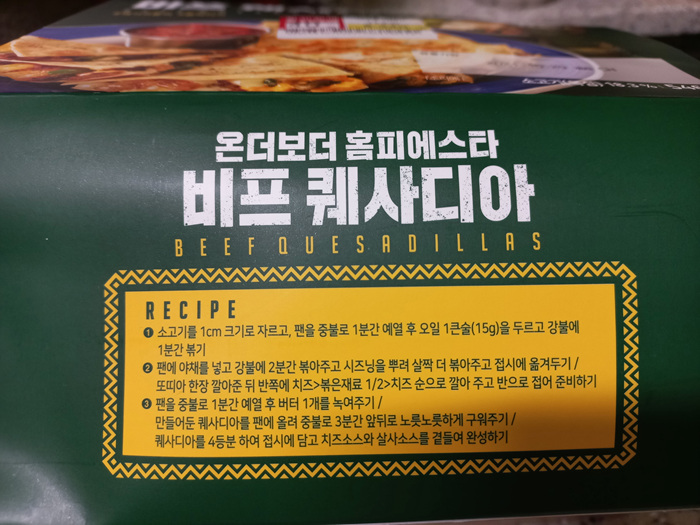 온더보더 홈피에스타
비프 퀘사디아
BEEF QUESADILLAS
RECIPE
❶ 소고기를 1cm 크기로 자르고, 팬을 중불로 1분간 예열 후 오일 1큰술(15g)을 두르고 강불에
1분간 볶기
❷ 팬에 야채를 넣고 강불에 2분간 볶아주고 시즈닝을 뿌려 살짝 더 볶아주고 접시에 옮겨두기 /
또띠아 한장 깔아준 뒤 반쪽에 치즈>볶은재료 1/2>치즈 순으로 깔아 주고 반으로 접어 준비하기
❸ 팬을 중불로 1분간 예열 후 버터 1개를 녹여주기 /
만들어둔 퀘사디아를 팬에 올려 중불로 3분간 앞뒤로 노릇노릇하게 구워주기 /
퀘사디아를 4등분 하여 접시에 담고 치즈소스와 살사소스를 곁들여 완성하기